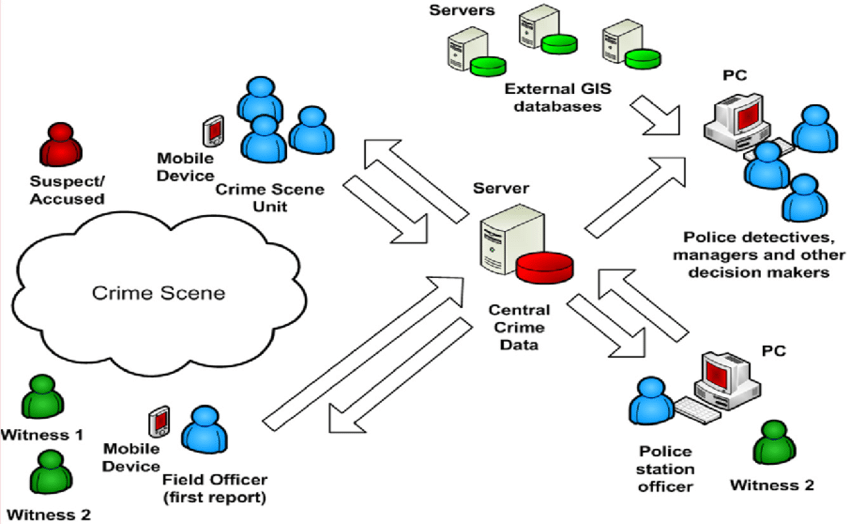 Servers
External GIS
databases
PC
Mobile
Device
Crime Scene
Unit
Suspect/
Accused
Server
Police detectives,
managers and other
decision makers
Crime Scene
Central
Crime
Data
PC
Witness 1
Mobile
Device
Field Officer
(first report)
Witness 2
Police
station
officer
Witness 2